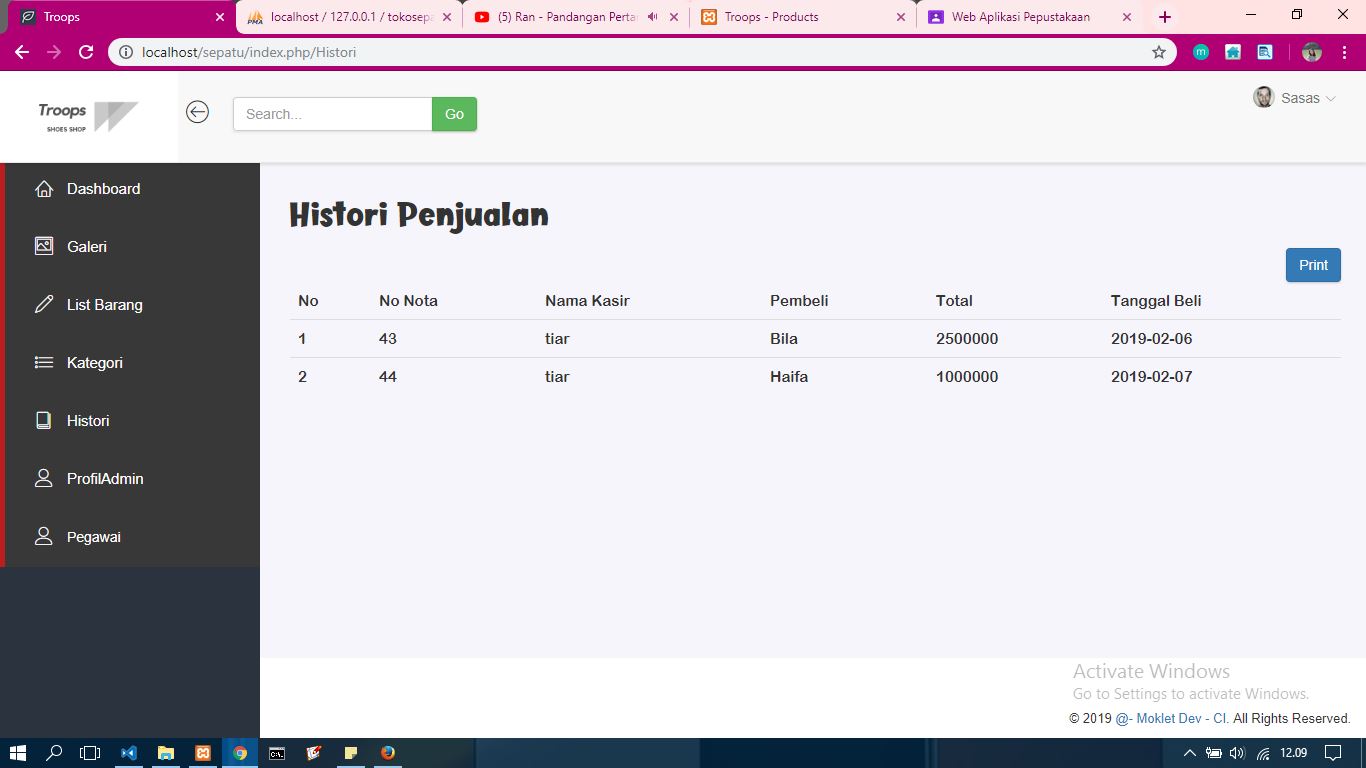 Troops
localhost / 127.0.0.1 / tokosepa
(5) Ran - Pandangan Pertar
Troops - Products
Web Aplikasi Pepustakaan
localhost/sepatu/index.php/Histori
m
Troops
SHOES SHOP
Search...
Go
Sasas
Dashboard
Galeri
List Barang
Kategori
Histori
ProfilAdmin
Pegawai
Histori Penjualan
Print
No No Nota Nama Kasir Pembeli Total Tanggal Beli
1 43 tiar Bila 2500000 2019-02-06
2 44 tiar Haifa 1000000 2019-02-07
Activate Windows
Go to Settings to activate Windows.
© 2019 @- Moklet Dev - CI. All Rights Reserved.
12.09